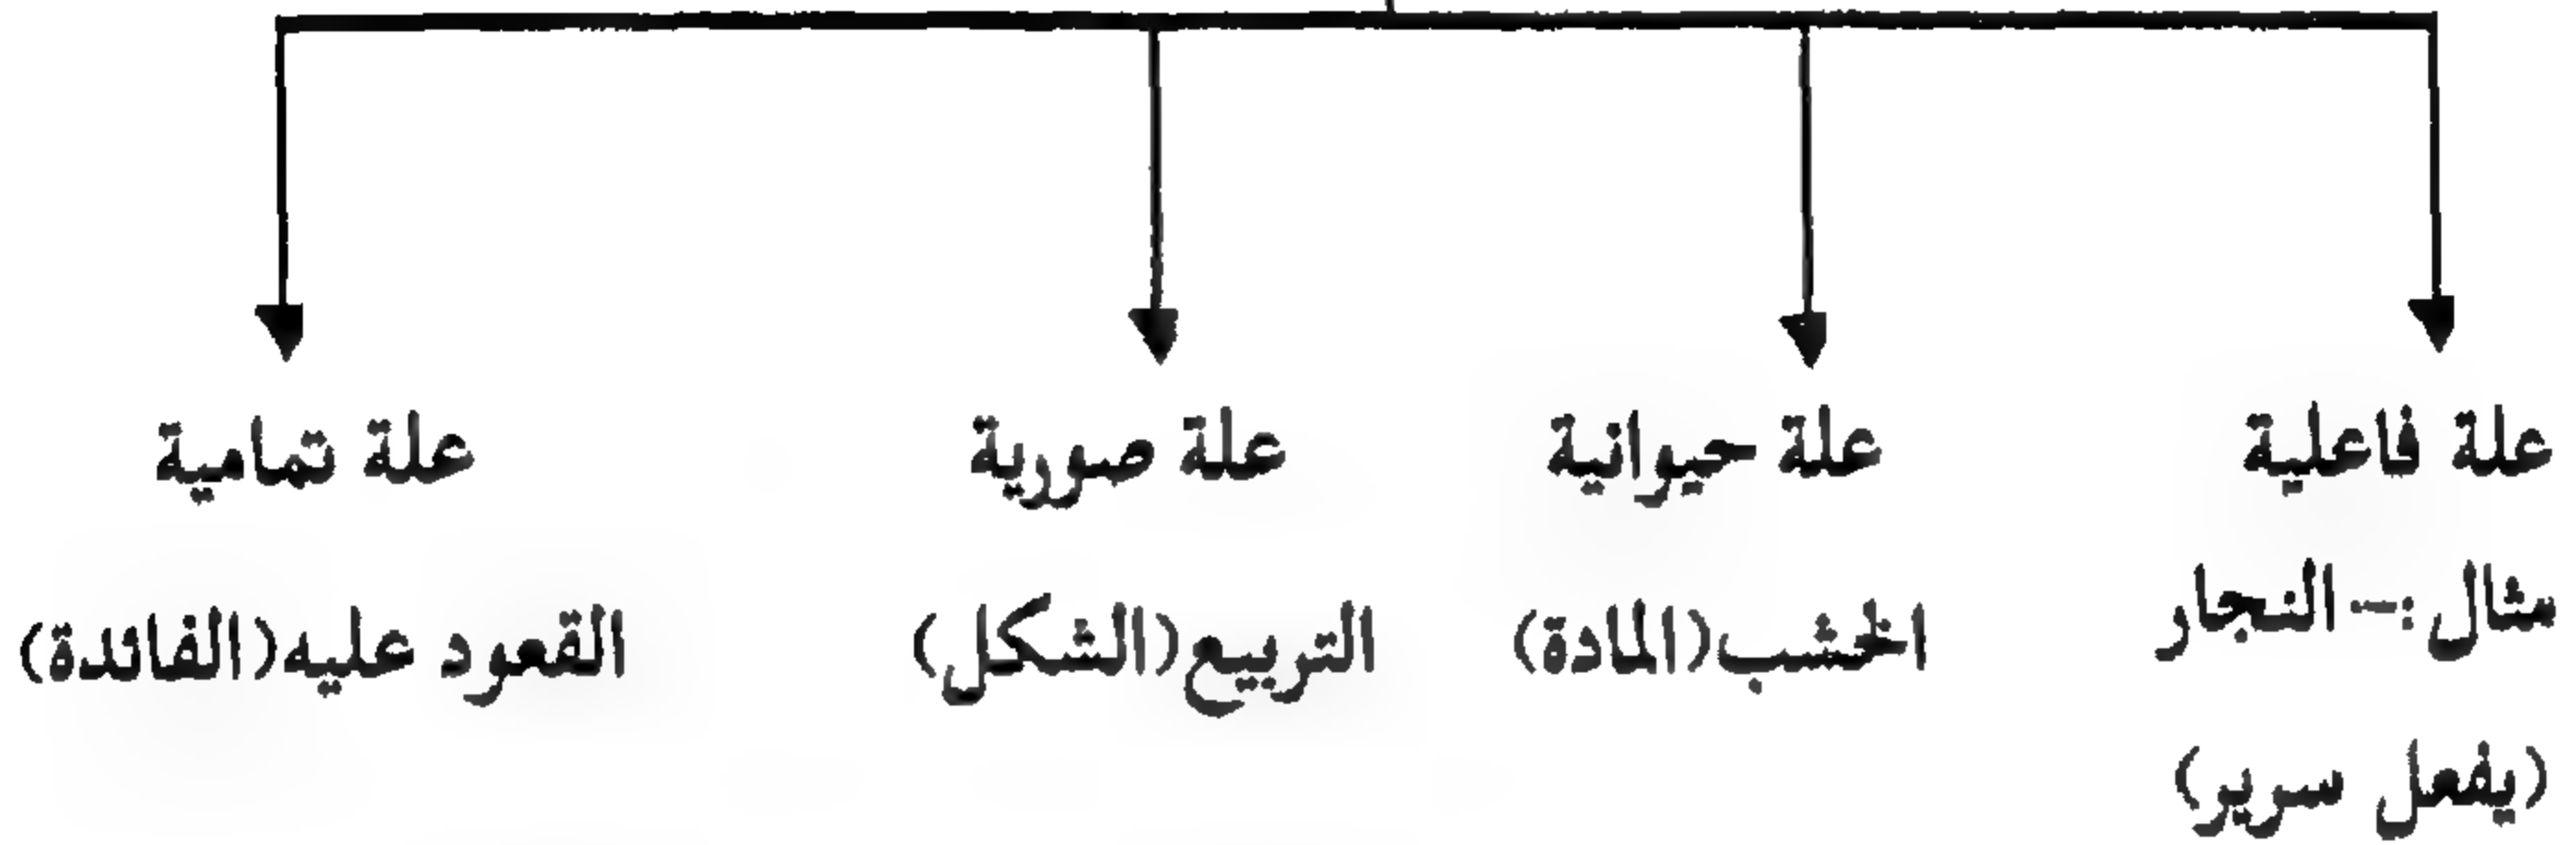 علة فاعلية
علة حيوانية
علة صورية
علة تمامية
مثال :– النجار
(يفعل سرير)
الخشب(المادة)
التربيع(الشكل)
القعود عليه(الفائدة)